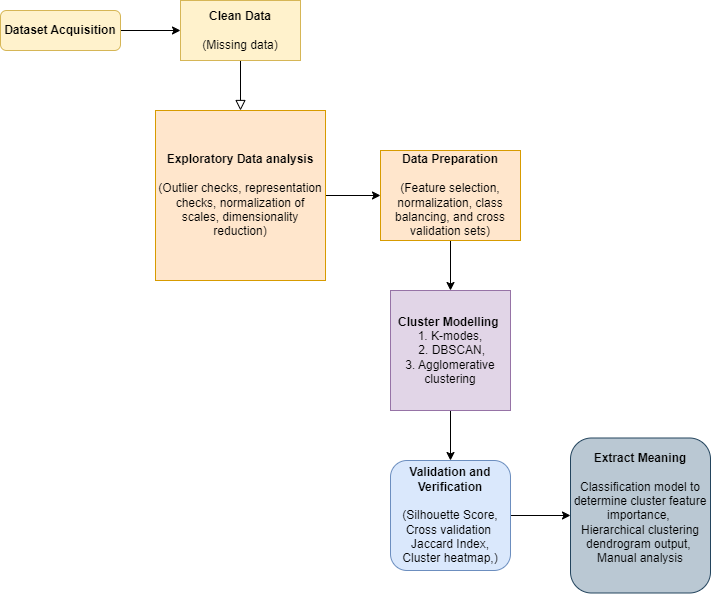 Dataset Acquisition
Clean Data
(Missing data)
Exploratory Data analysis
(Outlier checks, representation
checks, normalization of
scales, dimensionality
reduction)
Data Preparation
(Feature selection,
normalization, class
balancing, and cross
validation sets)
Cluster Modelling
1. K-modes,
2. DBSCAN,
3. Agglomerative
clustering
Validation and
Verification
(Silhouette Score,
Cross validation
Jaccard Index,
Cluster heatmap,)
Extract Meaning
Classification model to
determine cluster feature
importance,
Hierarchical clustering
dendrogram output,
Manual analysis